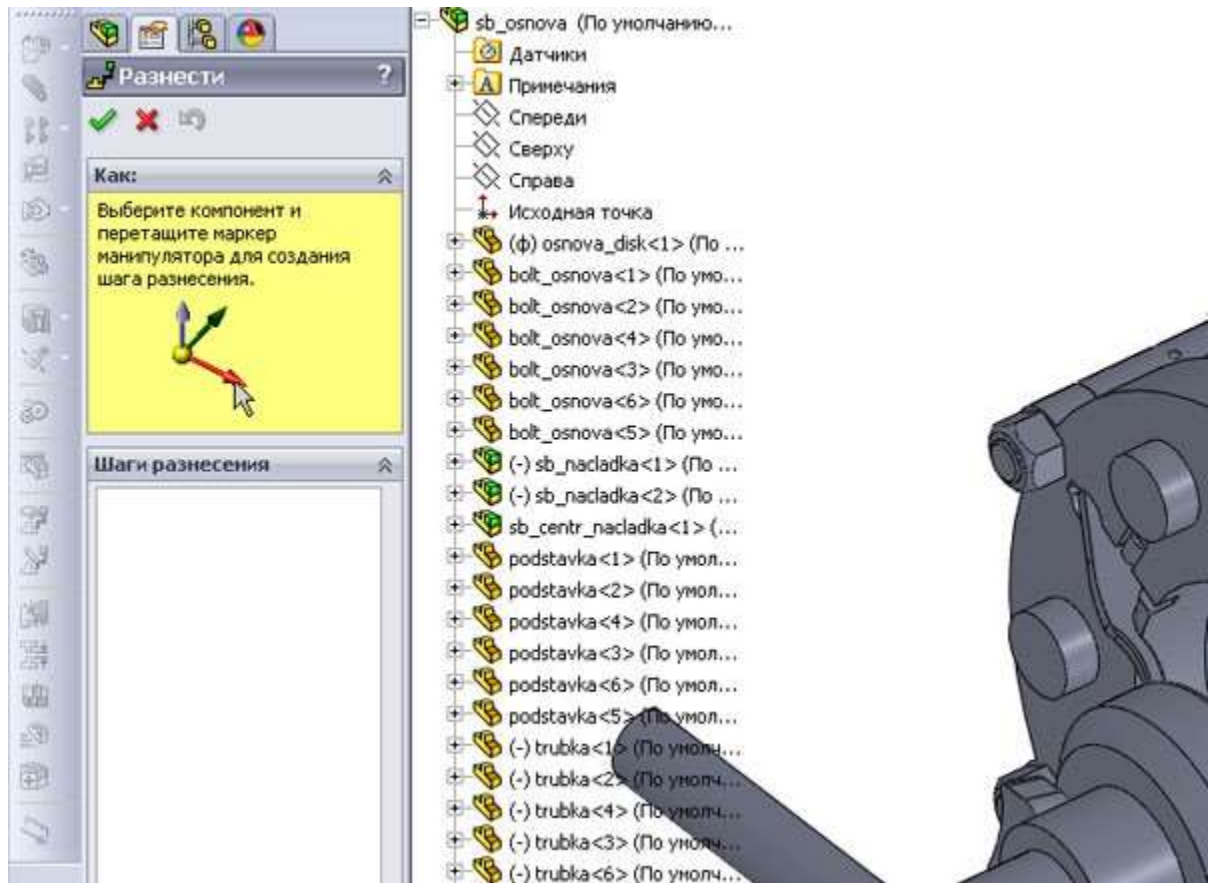 Разнести
?
Как:
Выберите компонент и
перетащите маркер
манипулятора для создания
шага разнесения.
Шаги разнесения
sb_osnova (По умолчанию...
Датчики
A Примечания
Спереди
Сверху
Справа
Исходная точка
(ф) osnova_disk<1> (По ...
bolt_osnova<1> (По умо...
bolt_osnova<2> (По умо...
bolt_osnova<4> (По умо...
bolt_osnova<3> (По умо...
bolt_osnova<6> (По умо...
bolt_osnova<5> (По умо...
(-) sb_nacladka<1> (По ...
(-) sb_nacladka<2> (По ...
sb_centr_nacladka<1> (...
podstavka<1> (По умол...
podstavka<2> (По умол...
podstavka<4> (По умол...
podstavka<3> (По умол...
podstavka<6> (По умол...
podstavka<5> (По умол...
(-) trubka<1> (По умолч...
(-) trubka<2> (По умолч...
(-) trubka<4> (По умолч...
(-) trubka<3> (По умолч...
(-) trubka<6> (По умолч...